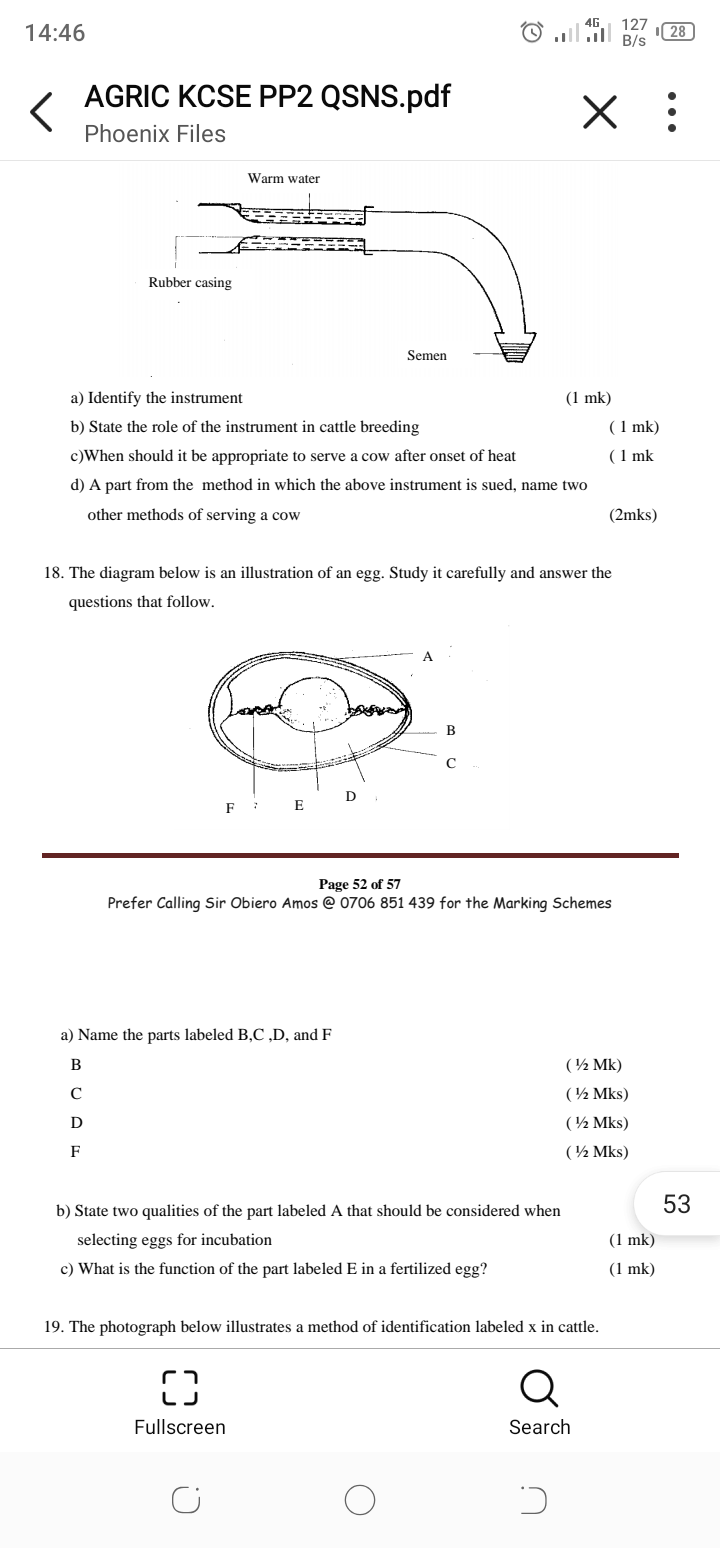 14:46
4G 127 B/s 28
AGRIC KCSE PP2 QSNS.pdf
Phoenix Files
Warm water
Rubber casing
Semen
a) Identify the instrument (1 mk)
b) State the role of the instrument in cattle breeding ( 1 mk)
c)When should it be appropriate to serve a cow after onset of heat ( 1 mk
d) A part from the method in which the above instrument is sued, name two
other methods of serving a cow (2mks)
18. The diagram below is an illustration of an egg. Study it carefully and answer the
questions that follow.
A
B
C
D
E
F
Page 52 of 57
Prefer Calling Sir Obiero Amos @ 0706 851 439 for the Marking Schemes
a) Name the parts labeled B,C ,D, and F
B ( ½ Mk)
C ( ½ Mks)
D ( ½ Mks)
F ( ½ Mks)
53
b) State two qualities of the part labeled A that should be considered when
selecting eggs for incubation (1 mk)
c) What is the function of the part labeled E in a fertilized egg? (1 mk)
19. The photograph below illustrates a method of identification labeled x in cattle.
Fullscreen
Search